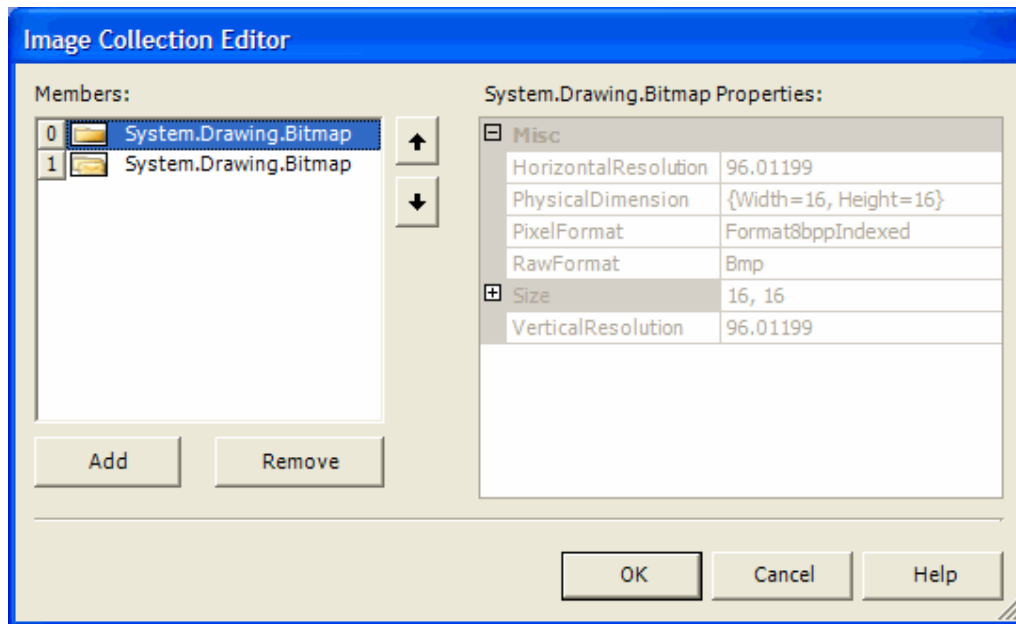 Image Collection Editor
Members:
0 System.Drawing.Bitmap
1 System.Drawing.Bitmap
Add Remove
System.Drawing.Bitmap Properties:
Misc
HorizontalResolution 96.01199
PhysicalDimension {Width=16, Height=16}
PixelFormat Format8bppIndexed
RawFormat Bmp
Size 16, 16
VerticalResolution 96.01199
OK Cancel Help